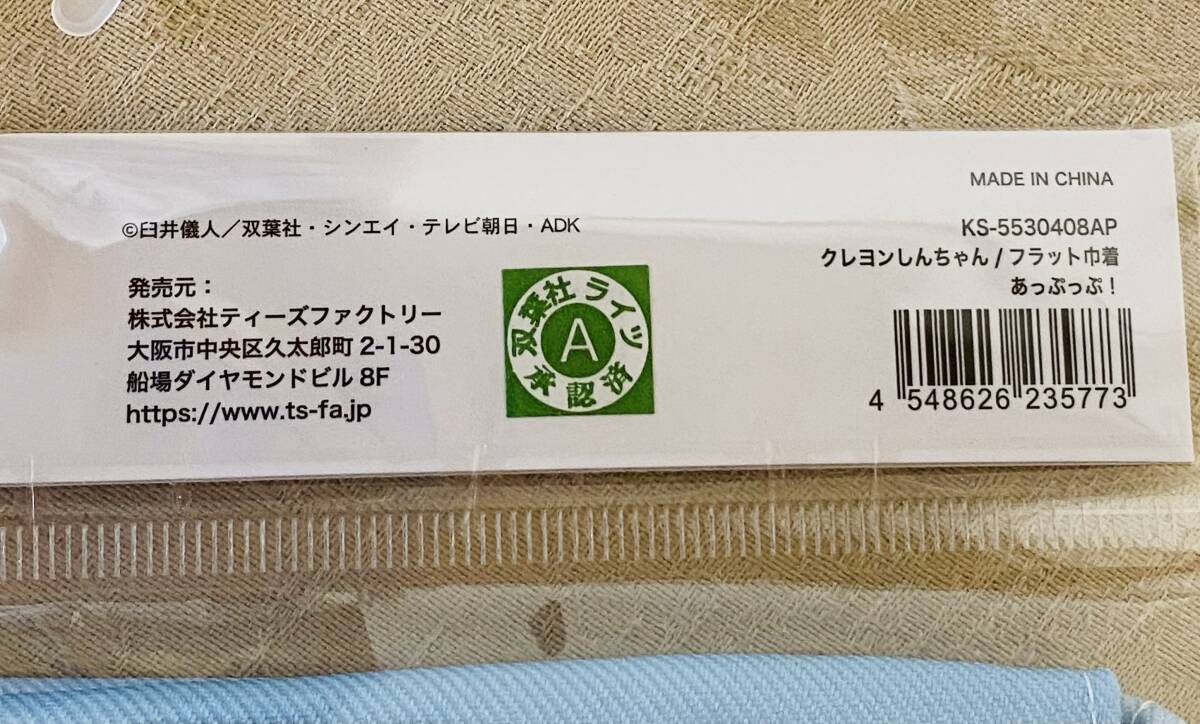 MADE IN CHINA
©臼井儀人／双葉社・シンエイ・テレビ朝日・ADK
KS-5530408AP
クレヨンしんちゃん / フラット巾着
あっぷっぷ！
発売元：
株式会社ティーズファクトリー
大阪市中央区久太郎町 2-1-30
船場ダイヤモンドビル 8F
https://www.ts-fa.jp
双葉社ライツ
A
承認済
4 548626 235773